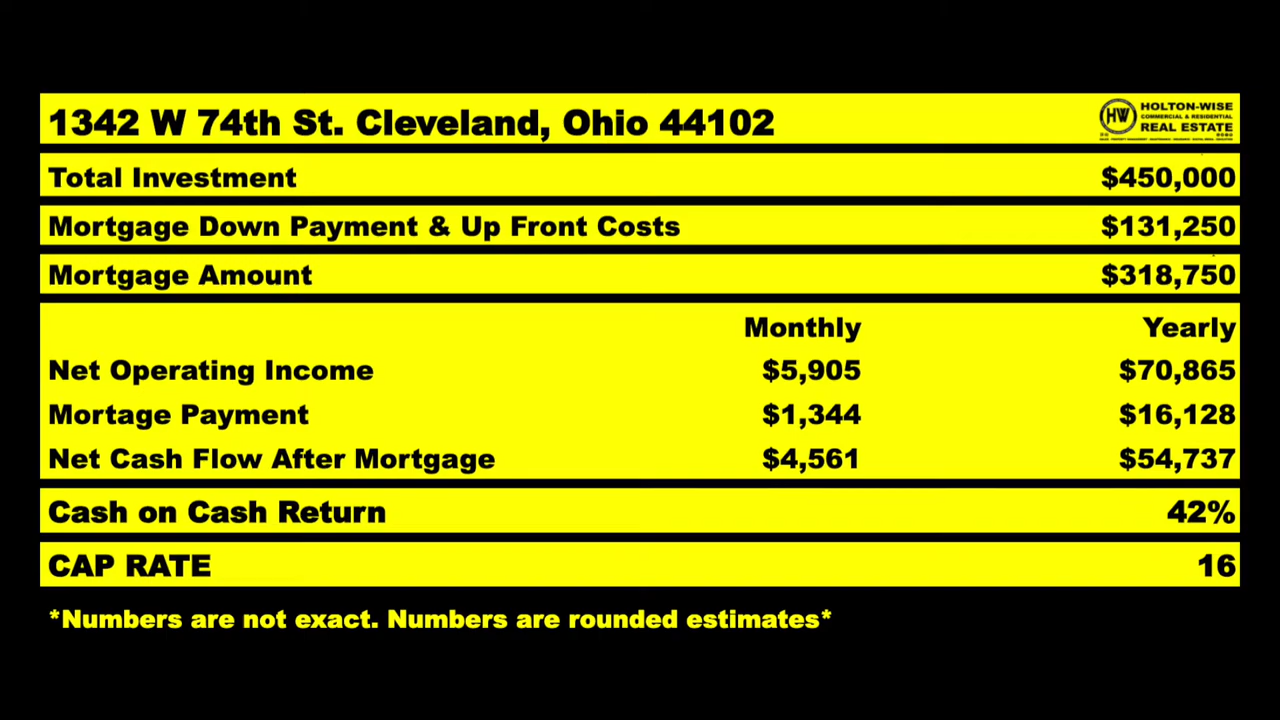 1342 W 74th St. Cleveland, Ohio 44102
HW
HOLTON-WISE
COMMERCIAL & RESIDENTIAL
REAL ESTATE
Total Investment $450,000
Mortgage Down Payment & Up Front Costs $131,250
Mortgage Amount $318,750
Monthly Yearly
Net Operating Income $5,905 $70,865
Mortage Payment $1,344 $16,128
Net Cash Flow After Mortgage $4,561 $54,737
Cash on Cash Return 42%
CAP RATE 16
*Numbers are not exact. Numbers are rounded estimates*